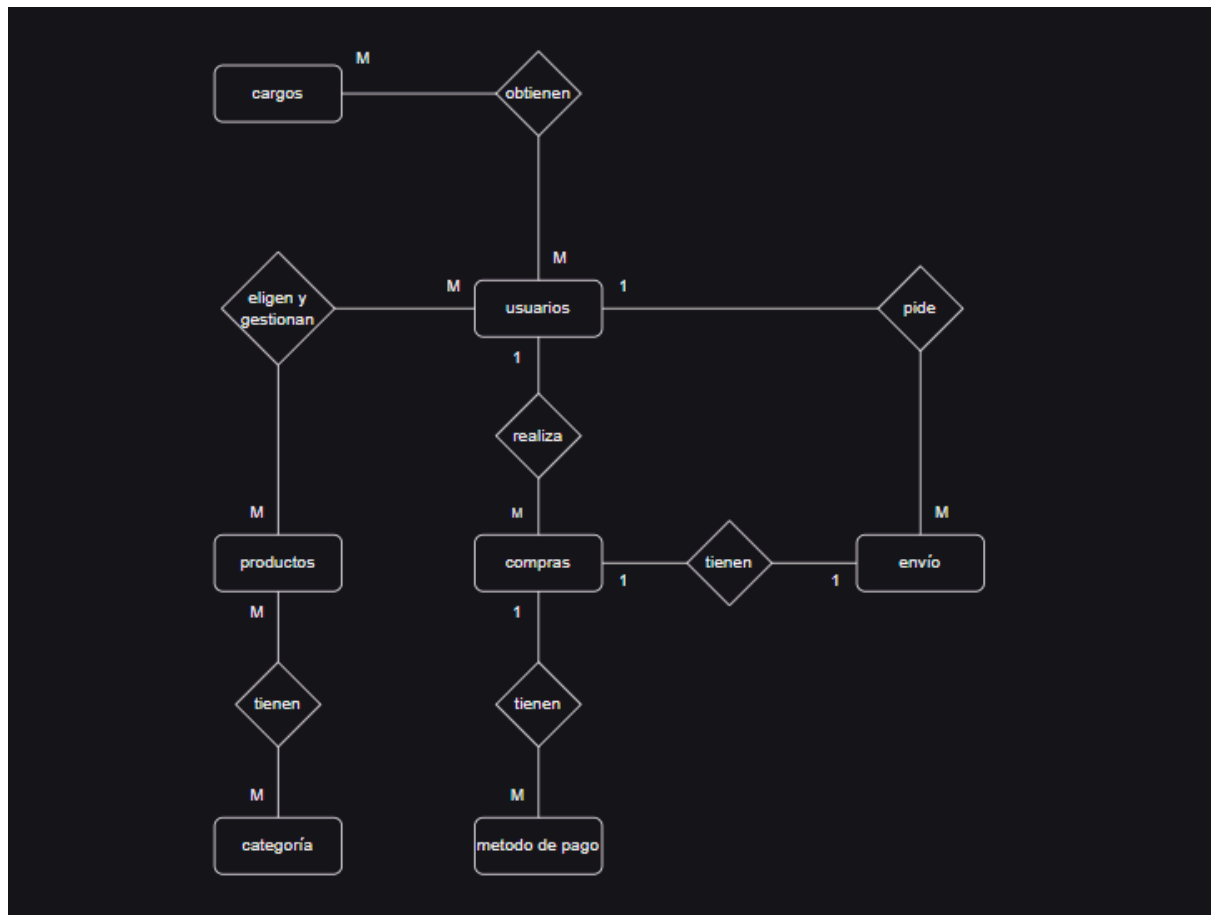 M
cargos
obtienen
M
M
1
eligen y
gestionan
usuarios
pide
1
realiza
M
M
M
productos
compras
tienen
envío
1
1
M
1
tienen
tienen
M
M
categoría
metodo de pago